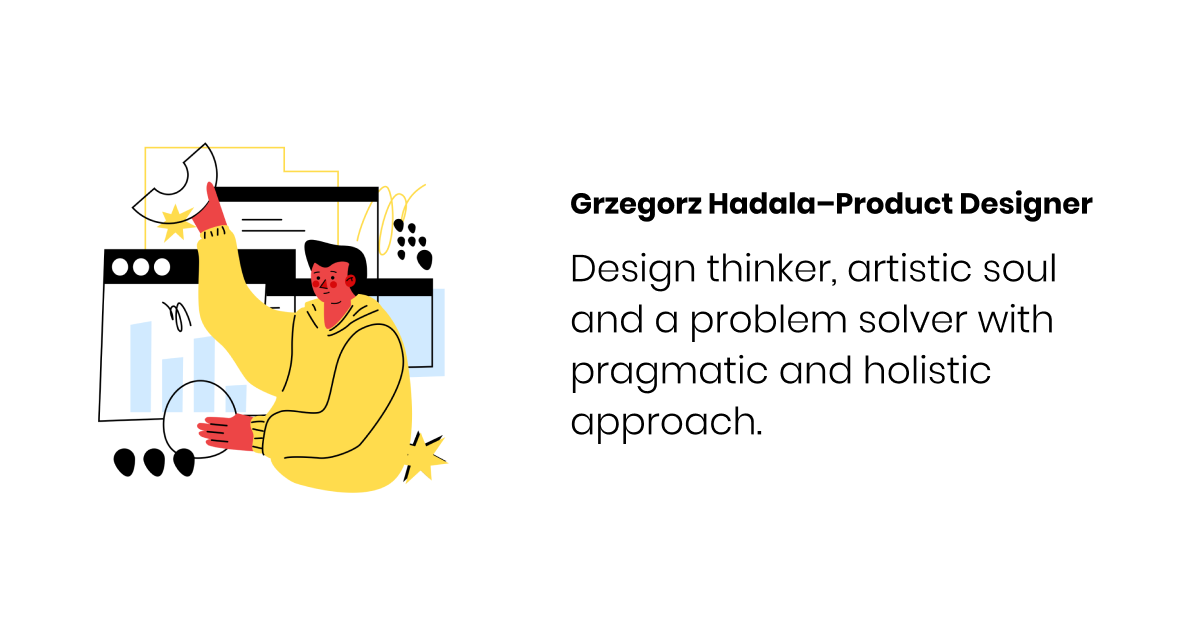 Grzegorz Hadala–Product Designer
Design thinker, artistic soul
and a problem solver with
pragmatic and holistic
approach.